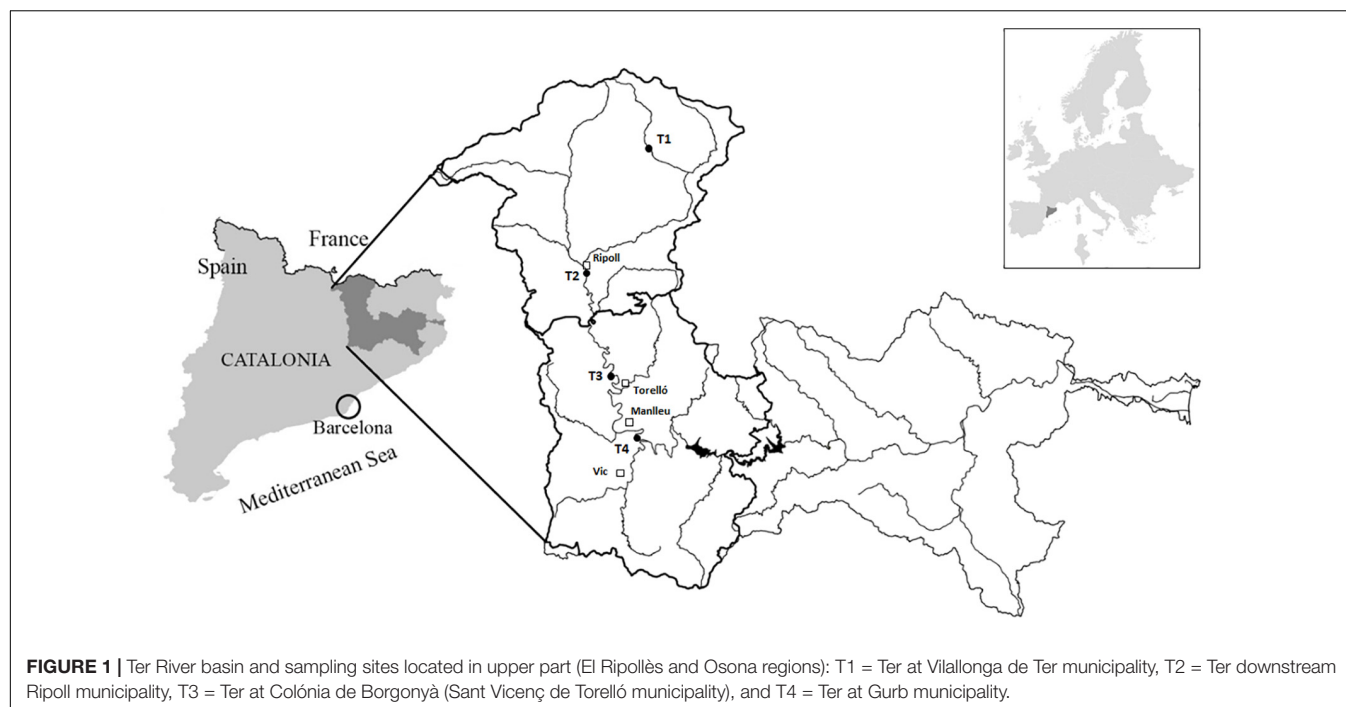 T1
France
Spain
Ripoll
T2
CATALONIA
T3
Torelló
Manlleu
Barcelona
T4
Vic
Mediterranean Sea
FIGURE 1 | Ter River basin and sampling sites located in upper part (El Ripollès and Osona regions): T1 = Ter at Vilallonga de Ter municipality, T2 = Ter downstream
Ripoll municipality, T3 = Ter at Colónia de Borgonyà (Sant Vicenç de Torelló municipality), and T4 = Ter at Gurb municipality.